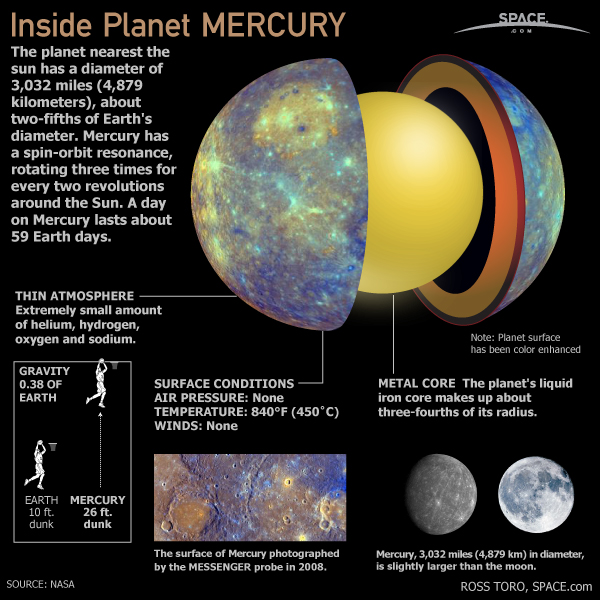 Inside Planet MERCURY
SPACE
.COM
The planet nearest the
sun has a diameter of
3,032 miles (4,879
kilometers), about
two-fifths of Earth's
diameter. Mercury has
a spin-orbit resonance,
rotating three times for
every two revolutions
around the Sun. A day
on Mercury lasts about
59 Earth days.
THIN ATMOSPHERE
Extremely small amount
of helium, hydrogen,
oxygen and sodium.
Note: Planet surface
has been color enhanced
GRAVITY
0.38 OF
EARTH
EARTH
10 ft.
dunk
MERCURY
26 ft.
dunk
SURFACE CONDITIONS
AIR PRESSURE: None
TEMPERATURE: 840°F (450˚C)
WINDS: None
METAL CORE The planet's liquid
iron core makes up about
three-fourths of its radius.
The surface of Mercury photographed
by the MESSENGER probe in 2008.
Mercury, 3,032 miles (4,879 km) in diameter,
is slightly larger than the moon.
SOURCE: NASA
ROSS TORO, SPACE.com